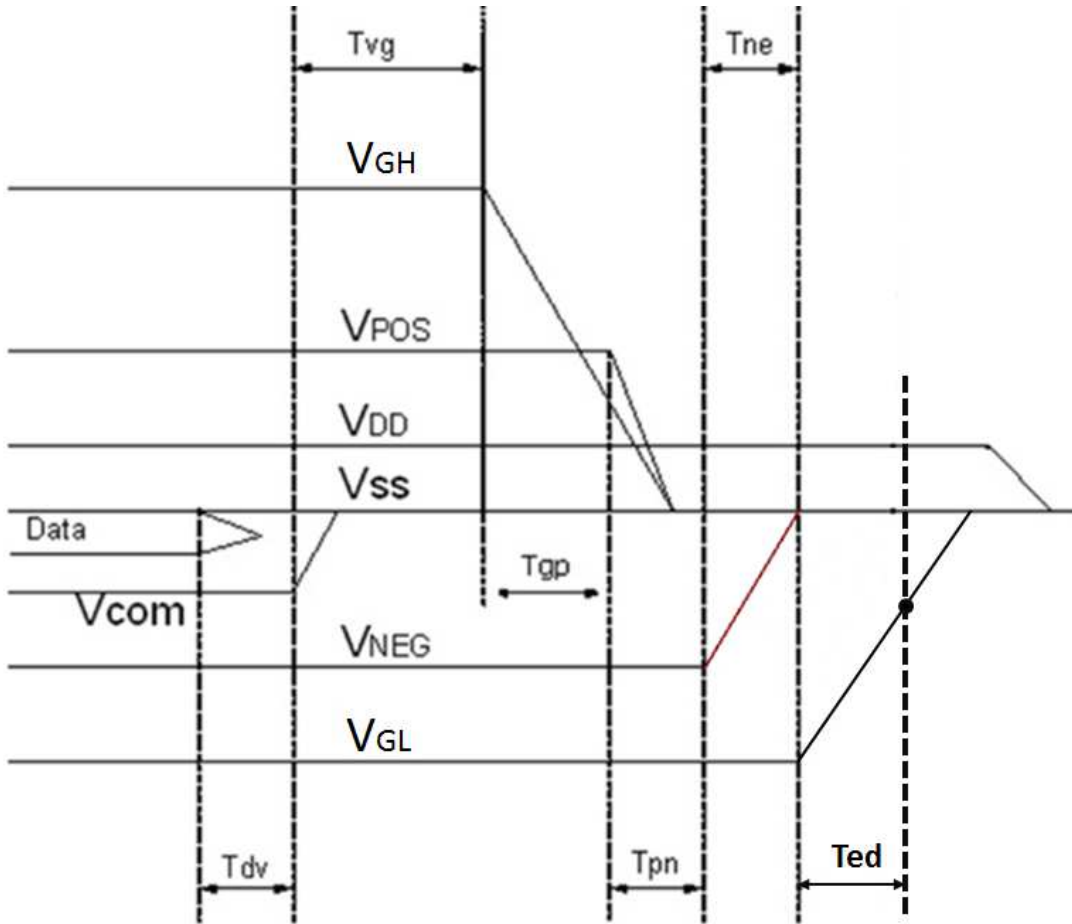 Tvg
Tne
VGH
VPOS
VDD
Vss
Data
Tgp
Vcom
VNEG
VGL
Tdv
Tpn
Ted